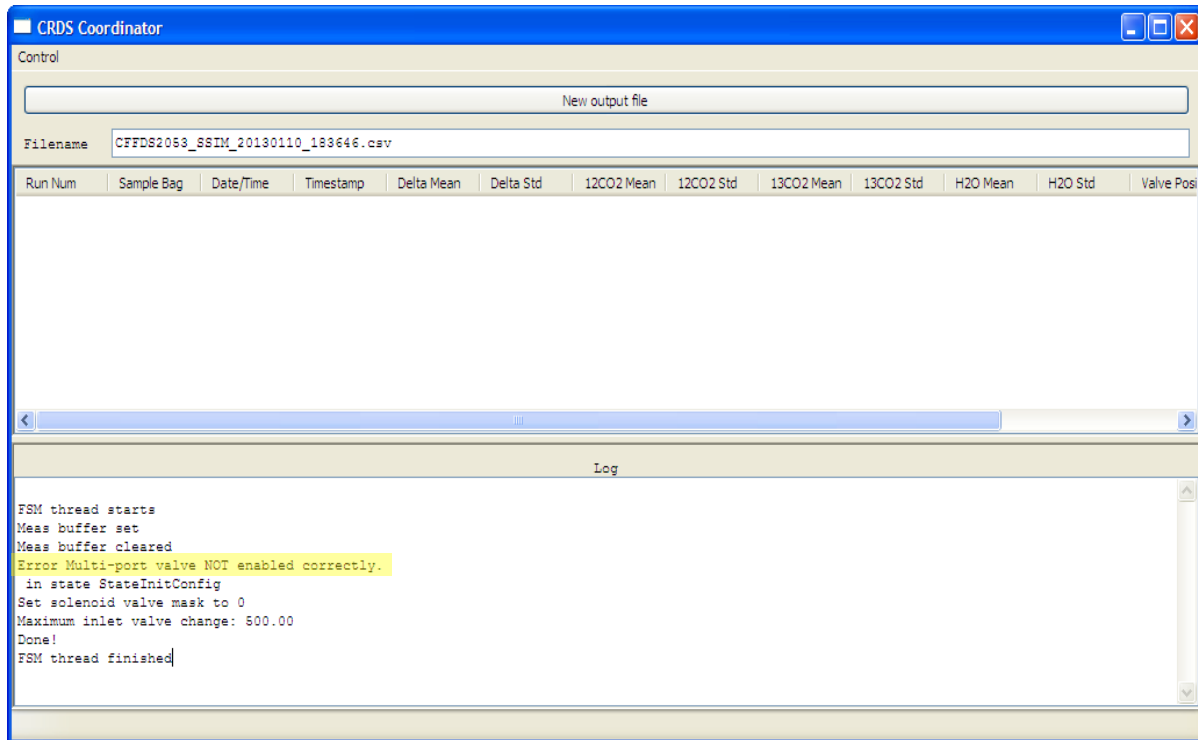 CRDS Coordinator
Control
New output file
Filename CFFDS2053_SSIM_20130110_183646.csv
Run Num Sample Bag Date/Time Timestamp Delta Mean Delta Std 12CO2 Mean 12CO2 Std 13CO2 Mean 13CO2 Std H2O Mean H2O Std Valve Posi
Log
FSM thread starts
Meas buffer set
Meas buffer cleared
Error Multi-port valve NOT enabled correctly.
in state StateInitConfig
Set solenoid valve mask to 0
Maximum inlet valve change: 500.00
Done!
FSM thread finished